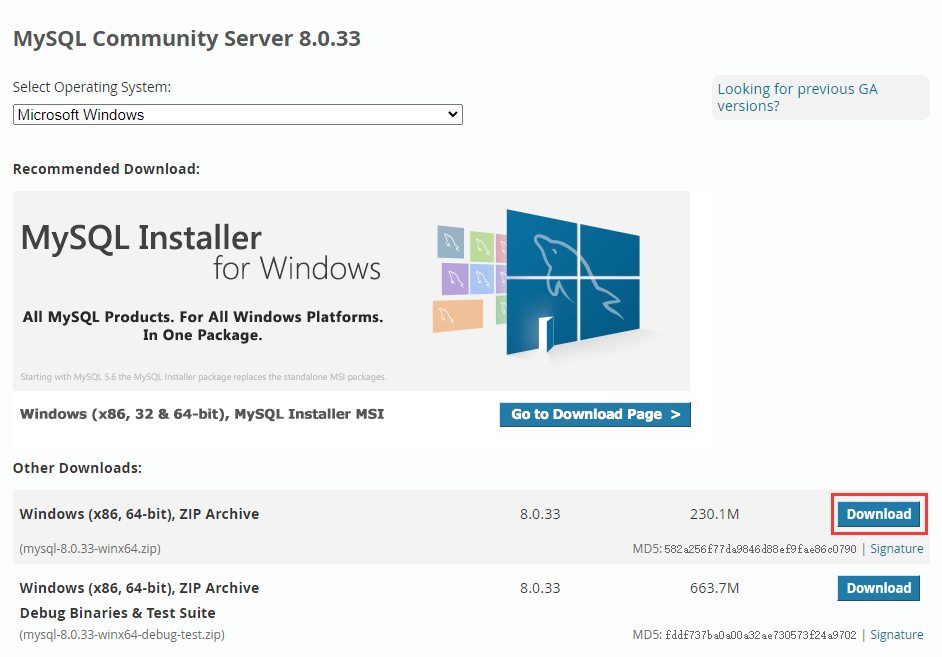 MySQL Community Server 8.0.33
Select Operating System:
Looking for previous GA
versions?
Microsoft Windows
Recommended Download:
MySQL Installer
for Windows
All MySQL Products. For All Windows Platforms.
In One Package.
Starting with MySQL 5.6 the MySQL Installer package replaces the standalone MSI packages.
Windows (x86, 32 & 64-bit), MySQL Installer MSI Go to Download Page >
Other Downloads:
Windows (x86, 64-bit), ZIP Archive 8.0.33 230.1M Download
(mysql-8.0.33-winx64.zip) MD5: 582a256f77da9846d88ef9fae86c0790 | Signature
Windows (x86, 64-bit), ZIP Archive 8.0.33 663.7M Download
Debug Binaries & Test Suite
(mysql-8.0.33-winx64-debug-test.zip) MD5: fddf737ba0a00a32ae730573f24a9702 | Signature